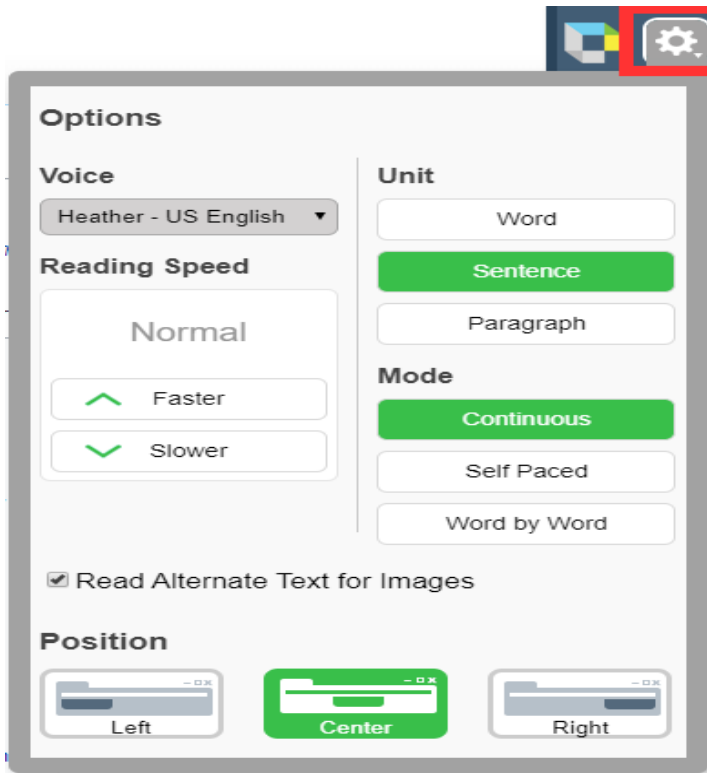 Options
Voice
Heather - US English
Reading Speed
Normal
Faster
Slower
Unit
Word
Sentence
Paragraph
Mode
Continuous
Self Paced
Word by Word
Read Alternate Text for Images
Position
Left
Center
Right